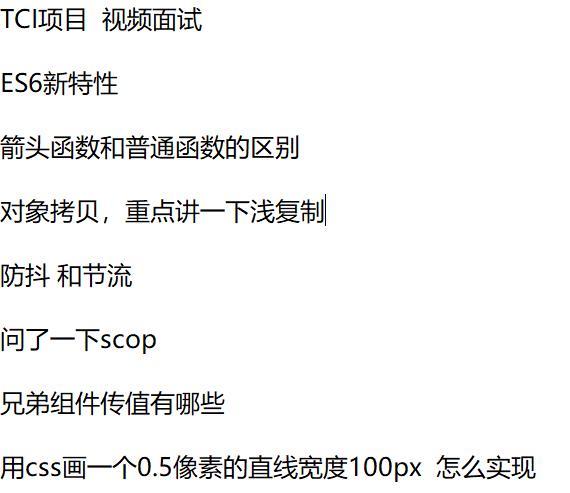 TCI项目  视频面试
ES6新特性
箭头函数和普通函数的区别
对象拷贝，重点讲一下浅复制
防抖 和节流
问了一下scop
兄弟组件传值有哪些
用css画一个0.5像素的直线宽度100px  怎么实现